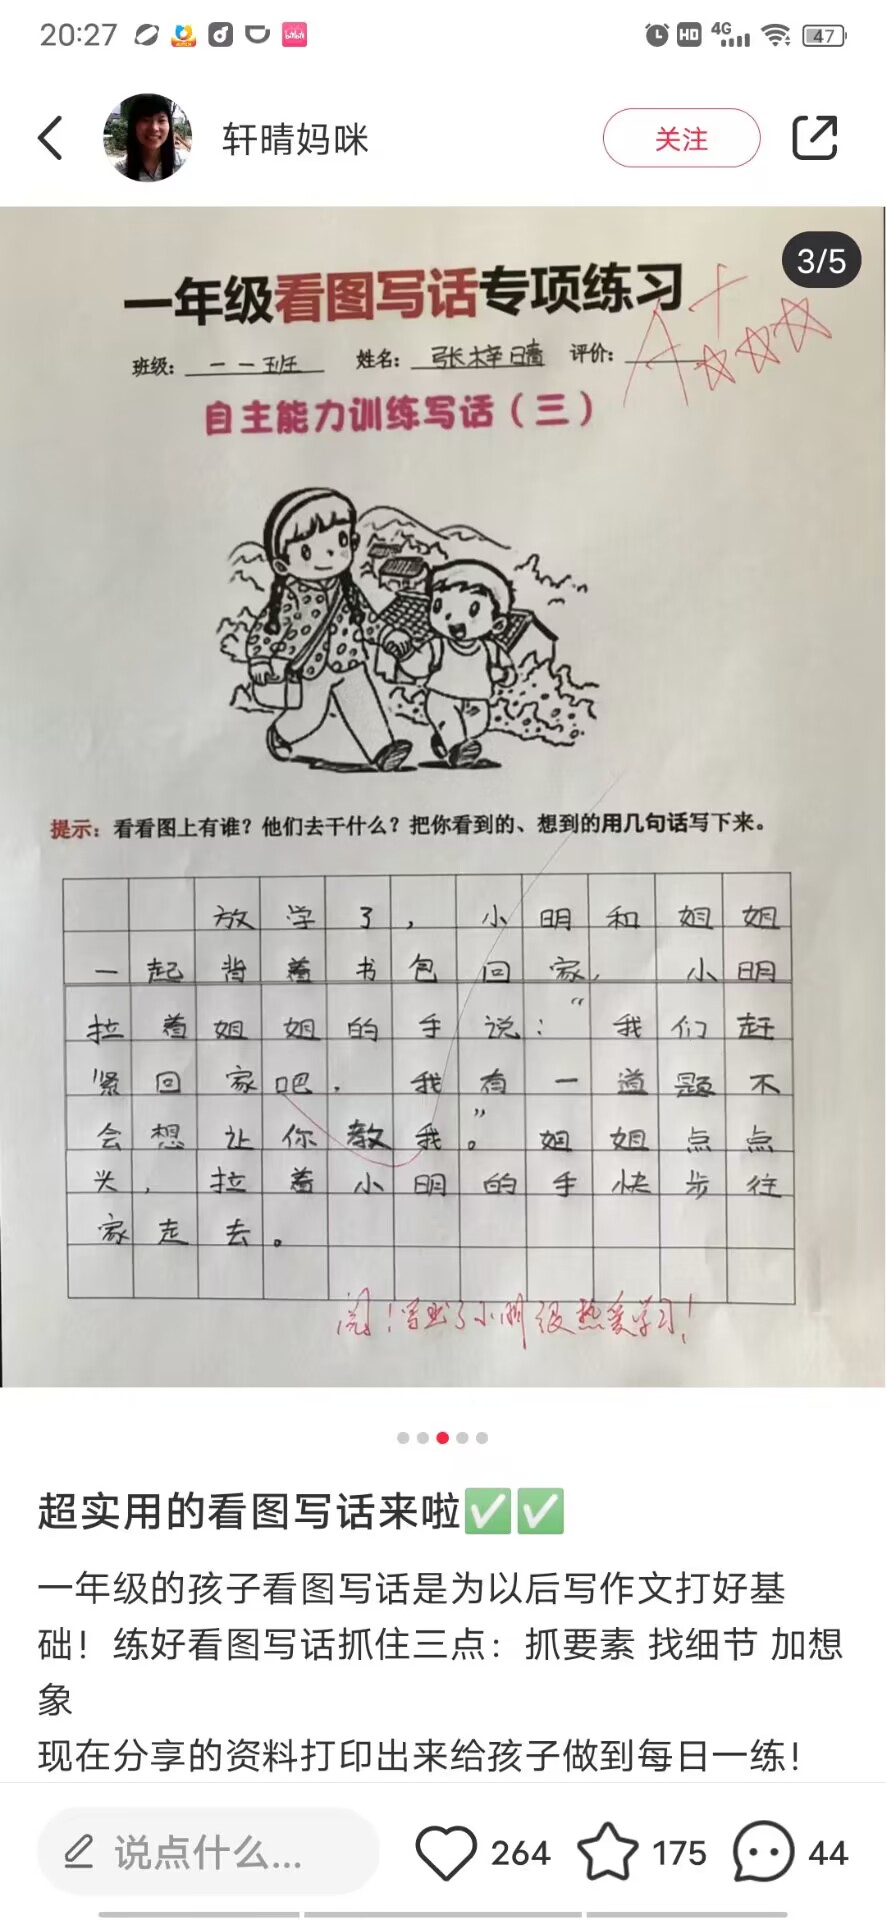 20:27
HD 4G 47
轩晴妈咪
关注
3/5
一年级看图写话专项练习
班级：一一班 姓名：张梓晴 评价：A+
自主能力训练写话（三）
提示：看看图上有谁？他们去干什么？把你看到的、想到的用几句话写下来。
放学了，小明和姐姐
一起背着书包回家，小明
拉着姐姐的手说：“我们赶
紧回家吧，我有一道题不
会想让你教我。”姐姐点点
头，拉着小明的手快步往
家走去。
阅！写出了小明很热爱学习！
超实用的看图写话来啦✅✅
一年级的孩子看图写话是为以后写作文打好基
础！练好看图写话抓住三点：抓要素 找细节 加想
象
现在分享的资料打印出来给孩子做到每日一练！
说点什么...
264
175
44